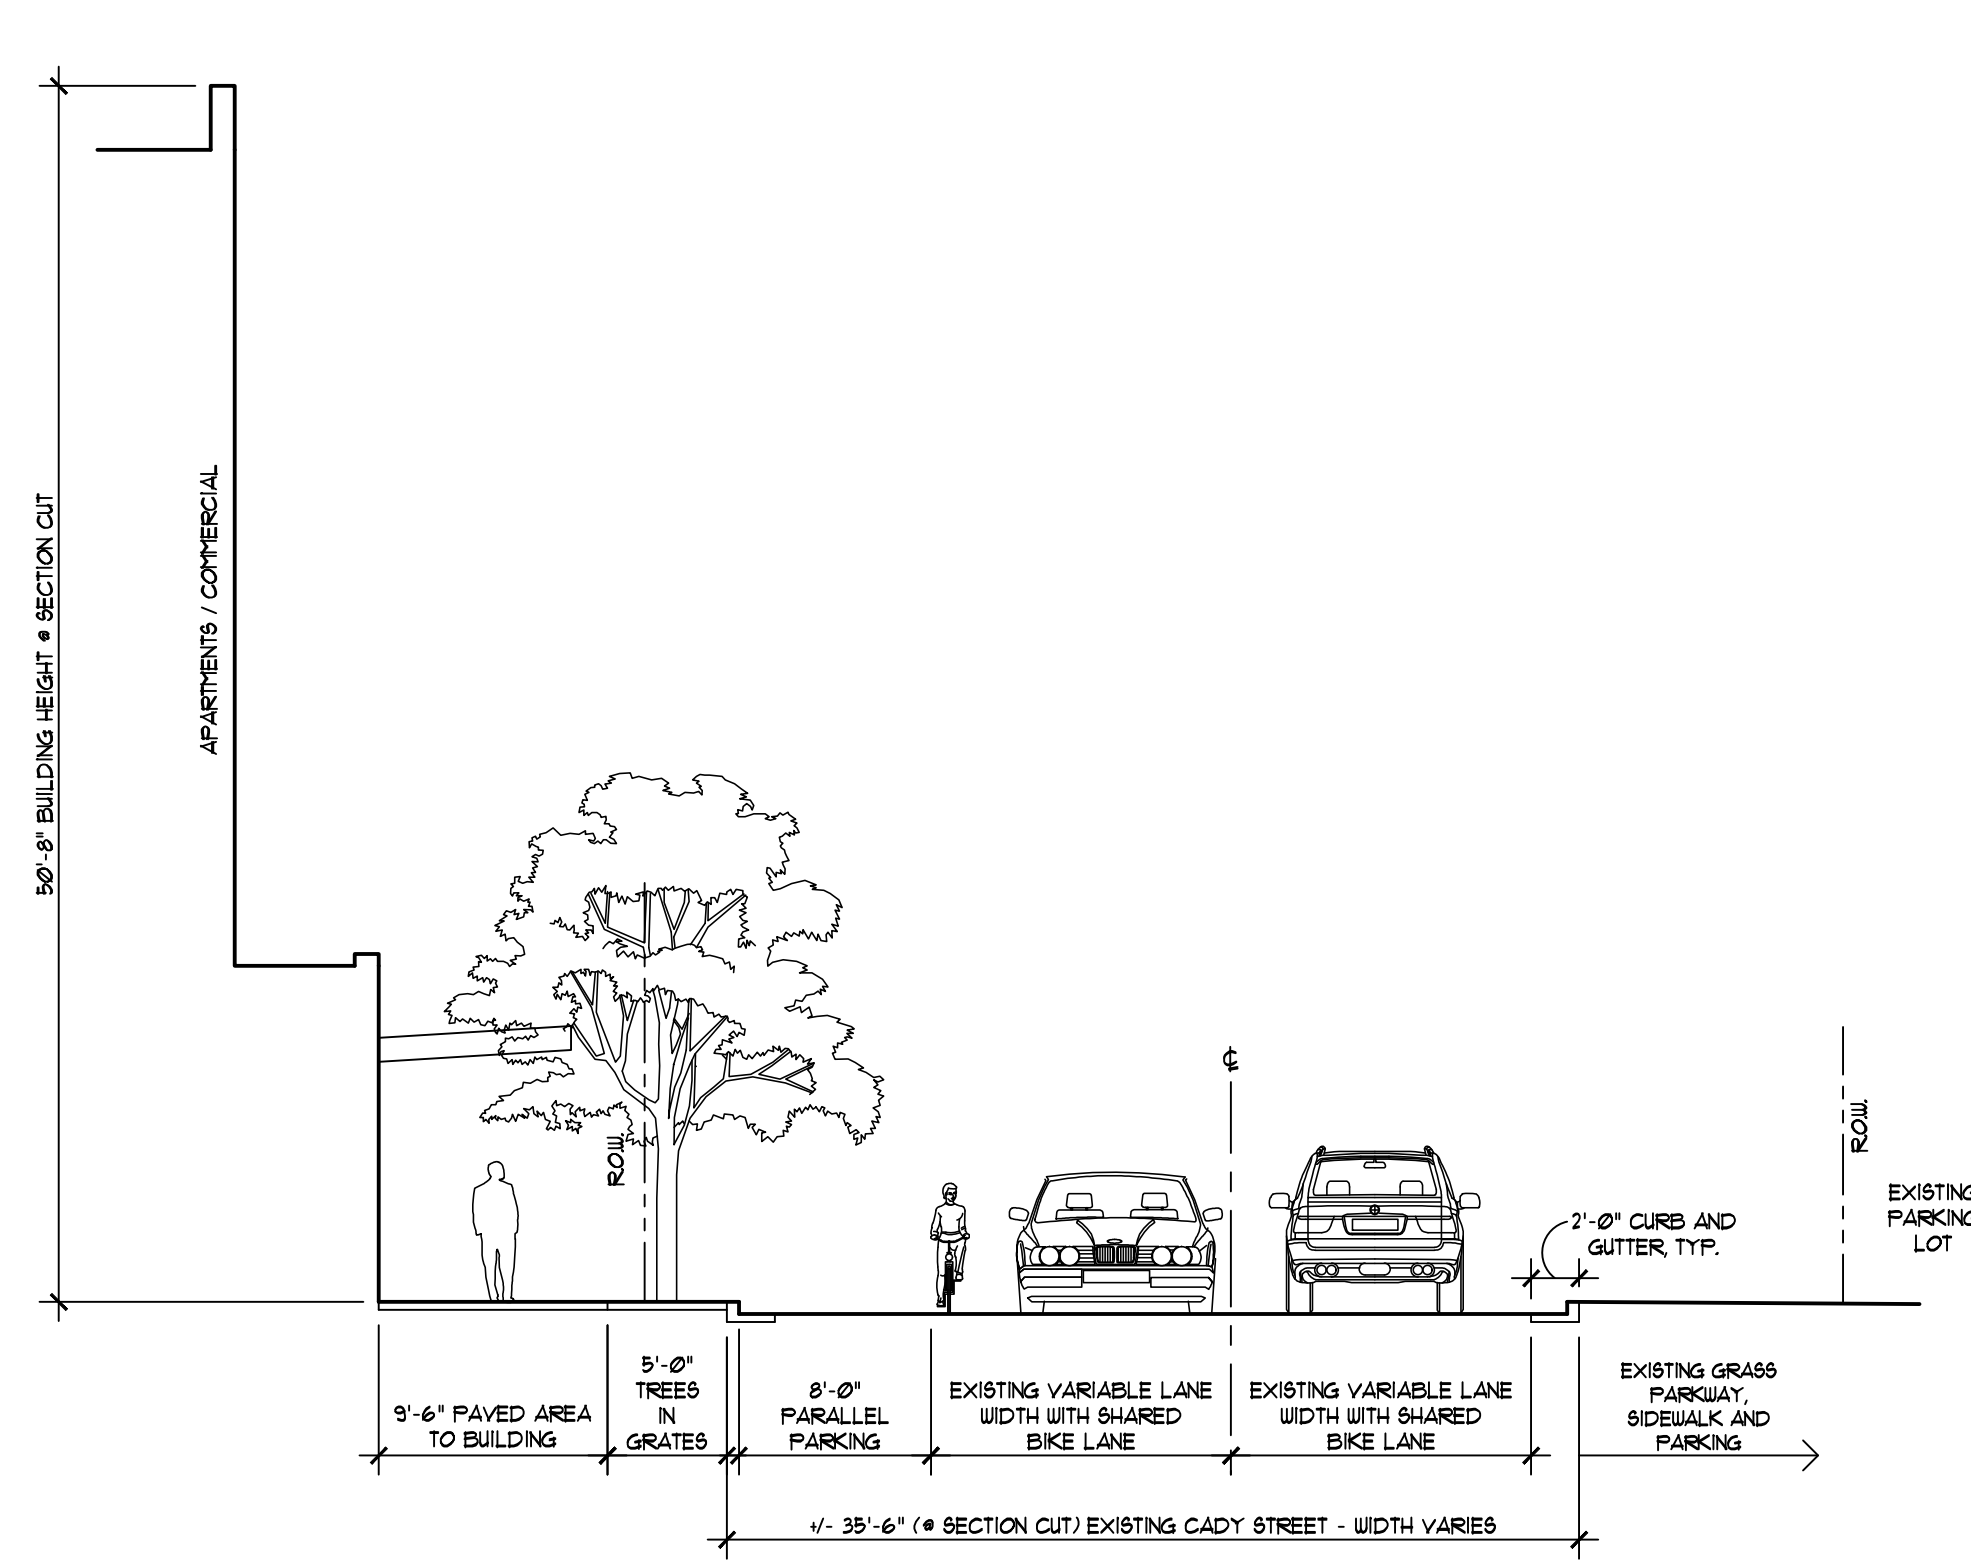 50'-8" BUILDING HEIGHT @ SECTION CUT
APARTMENTS / COMMERCIAL
R.O.W.
℄
R.O.W.
EXISTING
PARKING
LOT
2'-0" CURB AND
GUTTER, TYP.
9'-6" PAVED AREA
TO BUILDING
5'-0"
TREES
IN
GRATES
8'-0"
PARALLEL
PARKING
EXISTING VARIABLE LANE
WIDTH WITH SHARED
BIKE LANE
EXISTING VARIABLE LANE
WIDTH WITH SHARED
BIKE LANE
EXISTING GRASS
PARKWAY,
SIDEWALK AND
PARKING
+/- 35'-6" (@ SECTION CUT) EXISTING CADY STREET - WIDTH VARIES